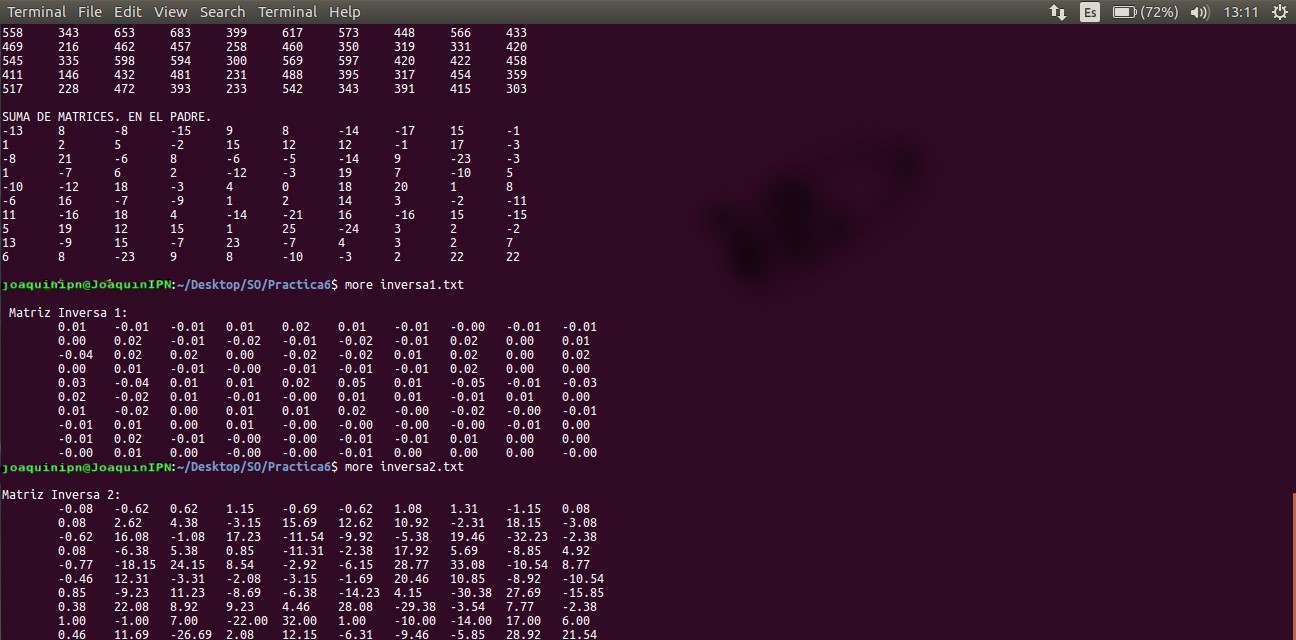 Terminal File Edit View Search Terminal Help Es (72%) 13:11
558 343 653 683 399 617 573 448 566 433
469 216 462 457 258 460 350 319 331 420
545 335 598 594 300 569 597 420 422 458
411 146 432 481 231 488 395 317 454 359
517 228 472 393 233 542 343 391 415 303
SUMA DE MATRICES. EN EL PADRE.
-13 8 -8 -15 9 8 -14 -17 15 -1
1 2 5 -2 15 12 12 -1 17 -3
-8 21 -6 8 -6 -5 -14 9 -23 -3
1 -7 6 2 -12 -3 19 7 -10 5
-10 -12 18 -3 4 0 18 20 1 8
-6 16 -7 -9 1 2 14 3 -2 -11
11 -16 18 4 -14 -21 16 -16 15 -15
5 19 12 15 1 25 -24 3 2 -2
13 -9 15 -7 23 -7 4 3 2 7
6 8 -23 9 8 -10 -3 2 22 22
joaquinipn@JoaquinIPN:~/Desktop/SO/Practica6$ more inversa1.txt
Matriz Inversa 1:
0.01 -0.01 -0.01 0.01 0.02 0.01 -0.01 -0.00 -0.01 -0.01
0.00 0.02 -0.01 -0.02 -0.01 -0.02 -0.01 0.02 0.00 0.01
-0.04 0.02 0.02 0.00 -0.02 -0.02 0.01 0.02 0.00 0.02
0.00 0.01 -0.01 -0.00 -0.01 -0.01 -0.01 0.02 0.00 0.00
0.03 -0.04 0.01 0.01 0.02 0.05 0.01 -0.05 -0.01 -0.03
0.02 -0.02 0.01 -0.01 -0.00 0.01 0.01 -0.01 0.01 0.00
0.01 -0.02 0.00 0.01 0.01 0.02 -0.00 -0.02 -0.00 -0.01
-0.01 0.01 0.00 0.01 -0.00 -0.00 -0.00 -0.00 -0.01 0.00
-0.01 0.02 -0.01 -0.00 -0.00 -0.01 -0.01 0.01 0.00 0.00
-0.00 0.01 0.00 -0.00 -0.00 -0.01 0.00 0.00 0.00 -0.00
joaquinipn@JoaquinIPN:~/Desktop/SO/Practica6$ more inversa2.txt
Matriz Inversa 2:
-0.08 -0.62 0.62 1.15 -0.69 -0.62 1.08 1.31 -1.15 0.08
0.08 2.62 4.38 -3.15 15.69 12.62 10.92 -2.31 18.15 -3.08
-0.62 16.08 -1.08 17.23 -11.54 -9.92 -5.38 19.46 -32.23 -2.38
0.08 -6.38 5.38 0.85 -11.31 -2.38 17.92 5.69 -8.85 4.92
-0.77 -18.15 24.15 8.54 -2.92 -6.15 28.77 33.08 -10.54 8.77
-0.46 12.31 -3.31 -2.08 -3.15 -1.69 20.46 10.85 -8.92 -10.54
0.85 -9.23 11.23 -8.69 -6.38 -14.23 4.15 -30.38 27.69 -15.85
0.38 22.08 8.92 9.23 4.46 28.08 -29.38 -3.54 7.77 -2.38
1.00 -1.00 7.00 -22.00 32.00 1.00 -10.00 -14.00 17.00 6.00
0.46 11.69 -26.69 2.08 12.15 -6.31 -9.46 -5.85 28.92 21.54